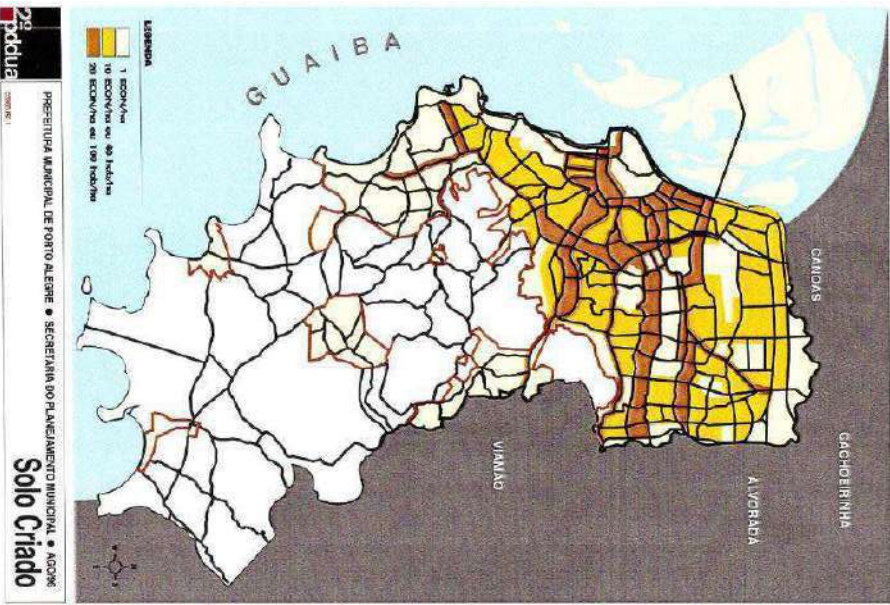 GUAIBA
CANOAS
CACHOEIRINHA
ALVORADA
VIAMÃO
LEGENDA
1 ECON/ha
10 ECON/ha ou 40 hab/ha
20 ECON/ha ou 100 hab/ha
2º pddua
PREFEITURA MUNICIPAL DE PORTO ALEGRE ● SECRETARIA DO PLANEJAMENTO MUNICIPAL ● AGO/96
Solo Criado